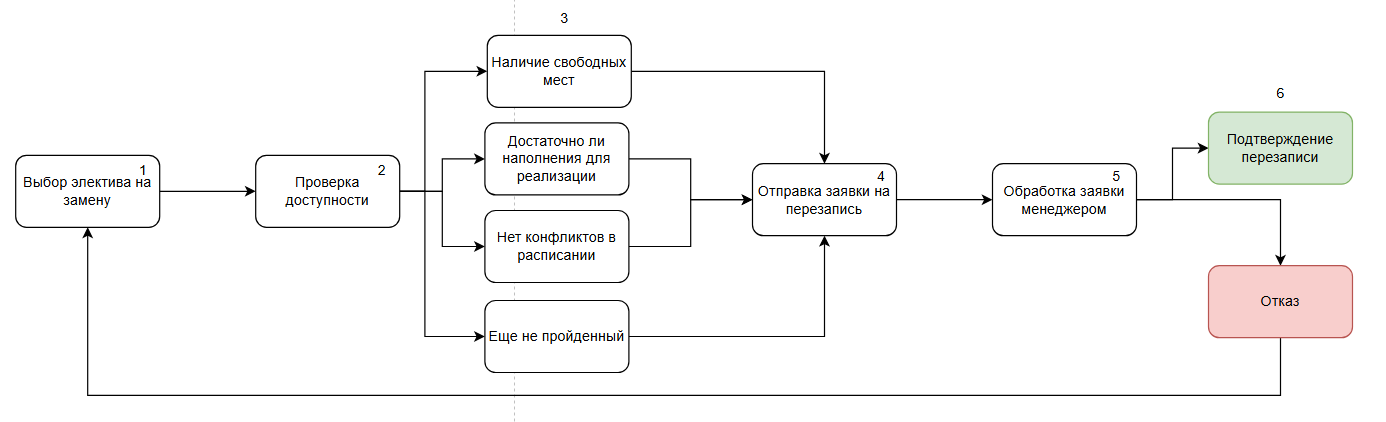 1
Выбор электива на
замену
2
Проверка
доступности
3
Наличие свободных
мест
Достаточно ли
наполнения для
реализации
Нет конфликтов в
расписании
Еще не пройденный
4
Отправка заявки на
перезапись
5
Обработка заявки
менеджером
6
Подтверждение
перезаписи
Отказ